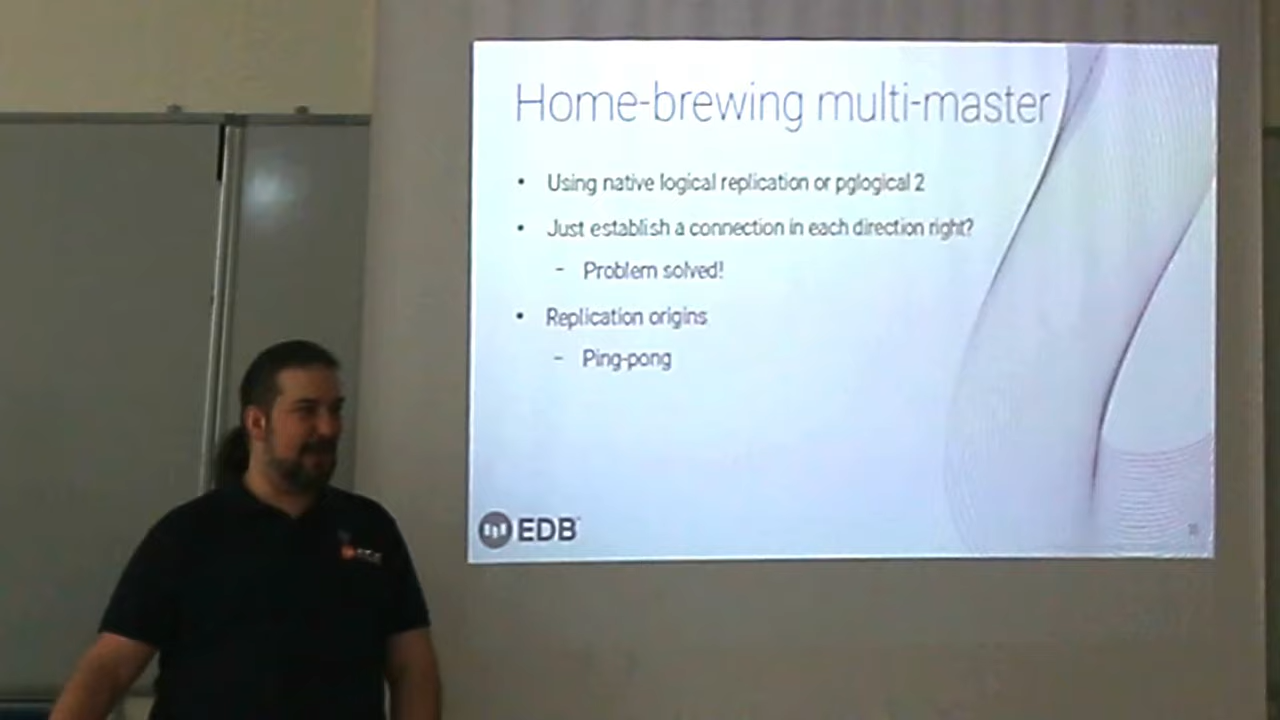 Home-brewing multi-master
• Using native logical replication or pglogical 2
• Just establish a connection in each direction right?
– Problem solved!
• Replication origins
– Ping-pong
EDB